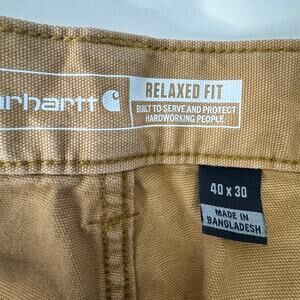 arhartt
RELAXED FIT
BUILT TO SERVE AND PROTECT
HARDWORKING PEOPLE
40 x 30
MADE IN
BANGLADESH